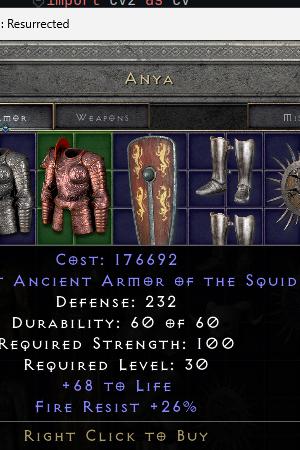 import cv2 as cv
: Resurrected
Anya
Weapons
Cost: 176692
Ancient Armor of the Squid
Defense: 232
Durability: 60 of 60
Required Strength: 100
Required Level: 30
+68 to Life
Fire Resist +26%
Right Click to Buy